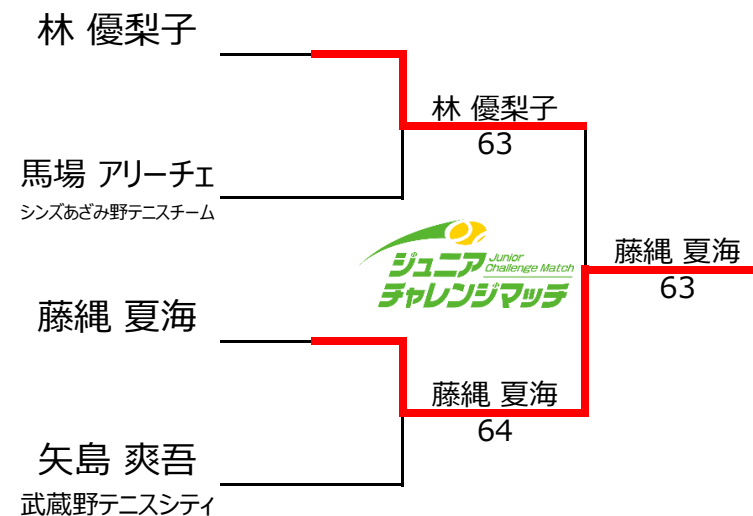 林 優梨子
林 優梨子
63
馬場 アリーチェ
シンズあざみ野テニスチーム
ジュニア
Junior
Challenge Match
チャレンジマッチ
藤縄 夏海
63
藤縄 夏海
藤縄 夏海
64
矢島 爽吾
武蔵野テニスシティ